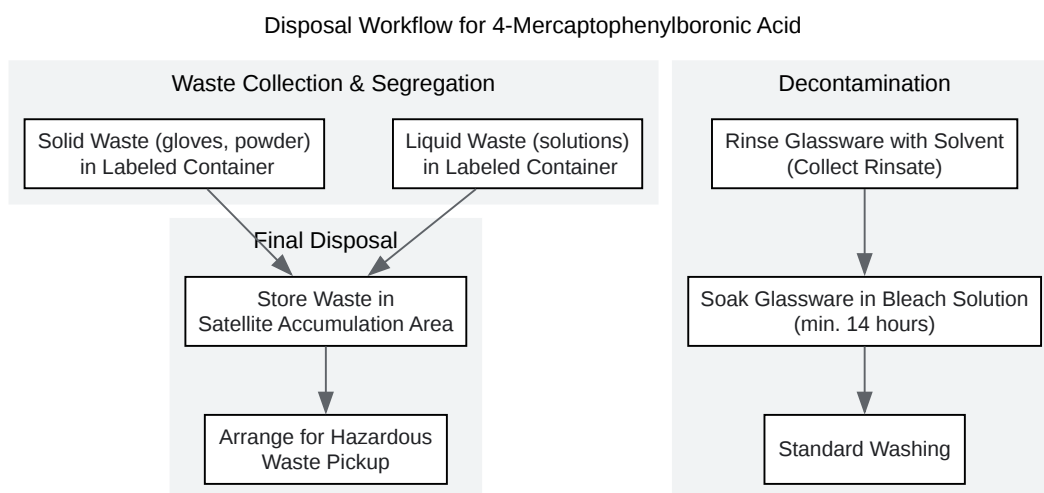 Disposal Workflow for 4-Mercaptophenylboronic Acid
Waste Collection & Segregation
Solid Waste (gloves, powder)
in Labeled Container
Liquid Waste (solutions)
in Labeled Container
Final Disposal
Store Waste in
Satellite Accumulation Area
Arrange for Hazardous
Waste Pickup
Decontamination
Rinse Glassware with Solvent
(Collect Rinsate)
Soak Glassware in Bleach Solution
(min. 14 hours)
Standard Washing